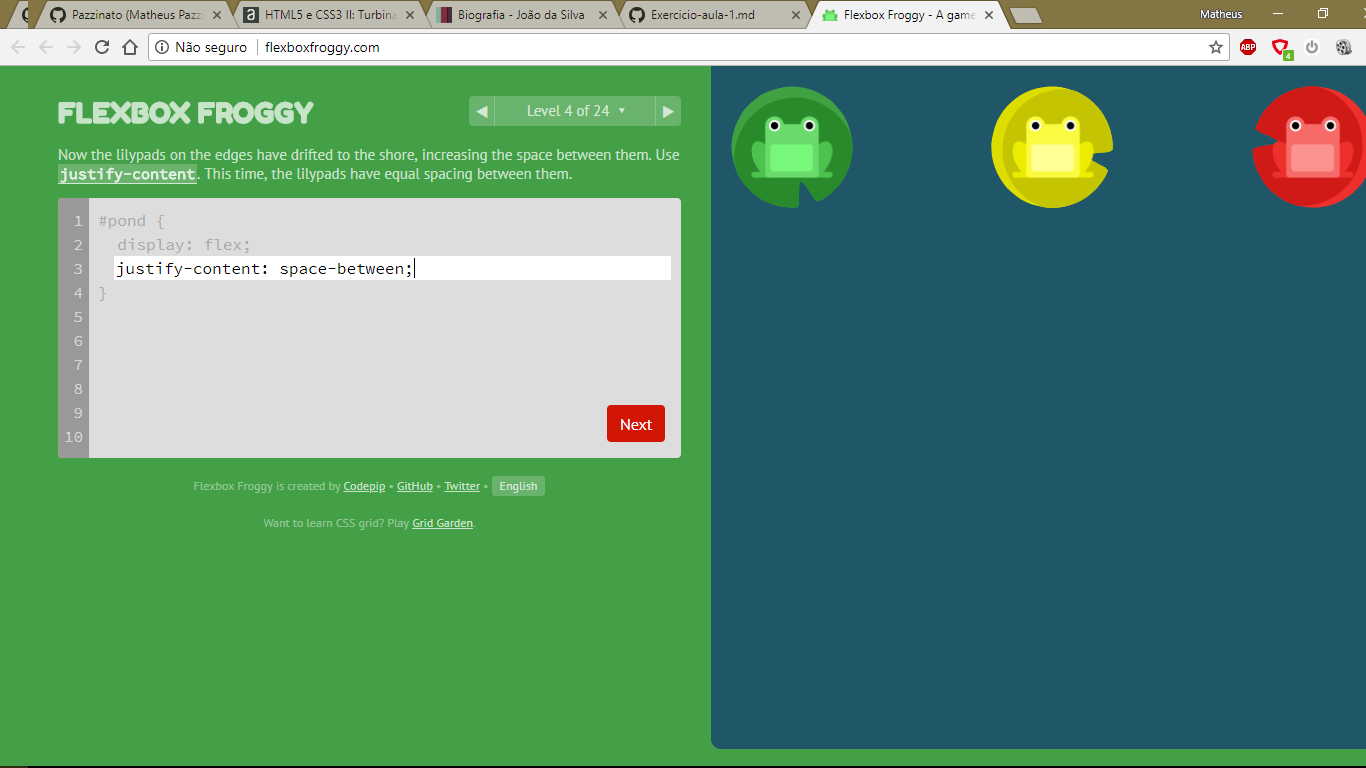 Pazzinato (Matheus Pazz
HTML5 e CSS3 II: Turbina
Biografia - João da Silva
Exercicio-aula-1.md
Flexbox Froggy - A game
Matheus
Não seguro
flexboxfroggy.com
ABP
4
FLEXBOX FROGGY
◀ Level 4 of 24 ▼ ▶
Now the lilypads on the edges have drifted to the shore, increasing the space between them. Use
justify-content. This time, the lilypads have equal spacing between them.
1 #pond {
2 display: flex;
3 justify-content: space-between;
4 }
5
6
7
8
9
10
Next
Flexbox Froggy is created by Codepip • GitHub • Twitter • English
Want to learn CSS grid? Play Grid Garden.